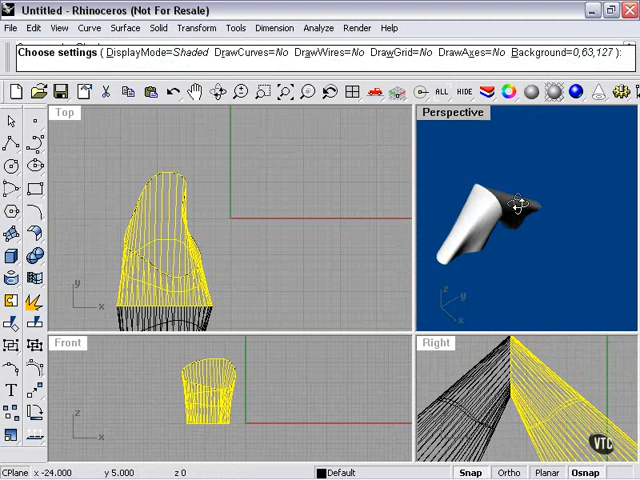 Untitled - Rhinoceros (Not For Resale)
File Edit View Curve Surface Solid Transform Tools Dimension Analyze Render Help
Choose settings ( DisplayMode=Shaded DrawCurves=No DrawWires=No DrawGrid=No DrawAxes=No Background=0,63,127 ):
ALL HIDE
Top
Perspective
y
x
z
y
x
Front
Right
z
x
z
y
T
VTC
CPlane x -24.000 y 5.000 z 0 Default Snap Ortho Planar Osnap